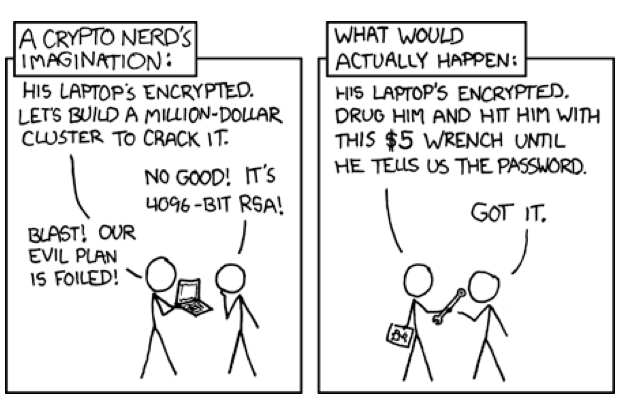 A CRYPTO NERD'S
IMAGINATION:
HIS LAPTOP'S ENCRYPTED.
LET'S BUILD A MILLION-DOLLAR
CLUSTER TO CRACK IT.
NO GOOD! IT'S
4096-BIT RSA!
BLAST! OUR
EVIL PLAN
IS FOILED!
WHAT WOULD
ACTUALLY HAPPEN:
HIS LAPTOP'S ENCRYPTED.
DRUG HIM AND HIT HIM WITH
THIS $5 WRENCH UNTIL
HE TELLS US THE PASSWORD.
GOT IT.